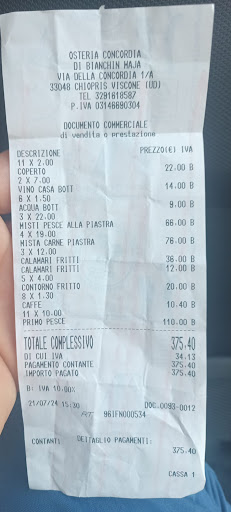 OSTERIA CONCORDIA
DI BIANCHIN MAJA
VIA DELLA CONCORDIA 1/A
33048 CHIOPRIS VISCONE (UD)
TEL 3291618587
P.IVA 03146690304
DOCUMENTO COMMERCIALE
di vendita o prestazione
DESCRIZIONE PREZZO(€) IVA
11 X 2.00
COPERTO 22.00 B
2 X 7.00
VINO CASA BOTT 14.00 B
6 X 1.50
ACQUA BOTT 9.00 B
3 X 22.00
MISTI PESCE ALLA PIASTRA 66.00 B
4 X 19.00
MISTA CARNE PIASTRA 76.00 B
3 X 12.00
CALAMARI FRITTI 36.00 B
CALAMARI FRITTI 12.00 B
5 X 4.00
CONTORNO FRITTO 20.00 B
8 X 1.30
CAFFE 10.40 B
11 X 10.00
PRIMO PESCE 110.00 B
TOTALE COMPLESSIVO 375.40
DI CUI IVA 34.13
PAGAMENTO CONTANTE 375.40
IMPORTO PAGATO 375.40
B: IVA 10.00%
21/07/24 15:30 DOC.0093-0012
96IFN000534
CONTANTI DETTAGLIO PAGAMENTI:
375.40
CASSA 1